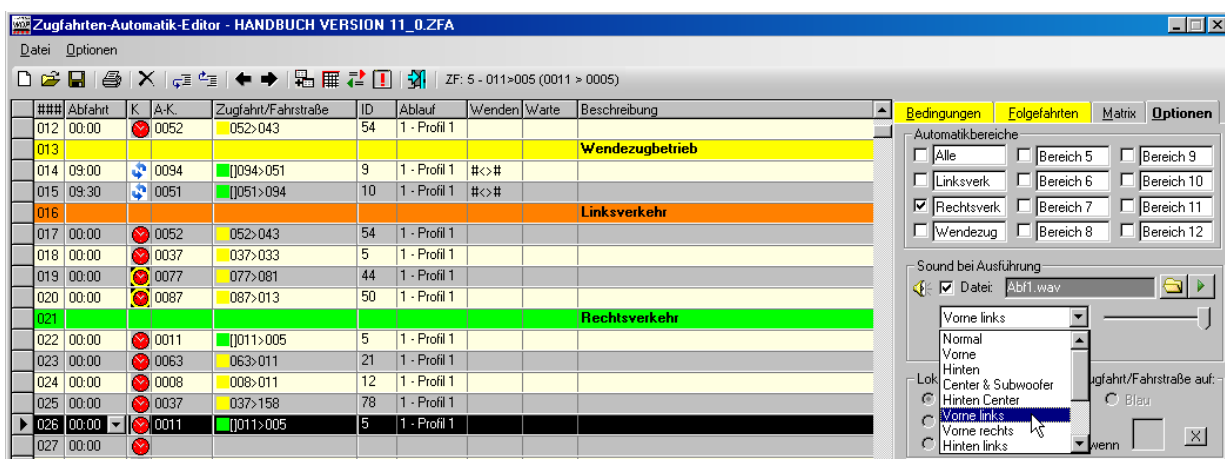 Zugfahrten-Automatik-Editor - HANDBUCH VERSION 11_0.ZFA
Datei Optionen
ZF: 5 - 011>005 (0011 > 0005)
### Abfahrt K A-K. Zugfahrt/Fahrstraße ID Ablauf Wenden Warte Beschreibung
012 00:00 0052 052>043 54 1 - Profil 1
013 Wendezugbetrieb
014 09:00 0094 []094>051 9 1 - Profil 1 #<>#
015 09:30 0051 []051>094 10 1 - Profil 1 #<>#
016 Linksverkehr
017 00:00 0052 052>043 54 1 - Profil 1
018 00:00 0037 037>033 5 1 - Profil 1
019 00:00 0077 077>081 44 1 - Profil 1
020 00:00 0087 087>013 50 1 - Profil 1
021 Rechtsverkehr
022 00:00 0011 []011>005 5 1 - Profil 1
023 00:00 0063 063>011 21 1 - Profil 1
024 00:00 0008 008>011 12 1 - Profil 1
025 00:00 0037 037>158 78 1 - Profil 1
026 00:00 0011 []011>005 5 1 - Profil 1
027 00:00
Bedingungen Folgefahrten Matrix Optionen
Automatikbereiche
Alle Bereich 5 Bereich 9
Linksverk Bereich 6 Bereich 10
Rechtsverk Bereich 7 Bereich 11
Wendezug Bereich 8 Bereich 12
Sound bei Ausführung
Datei: Abf1.wav
Vorne links
Normal
Vorne
Hinten
Center & Subwoofer
Hinten Center
Vorne links
Vorne rechts
Hinten links
Lok
ugfahrt/Fahrstraße auf:
Blau
wenn
X